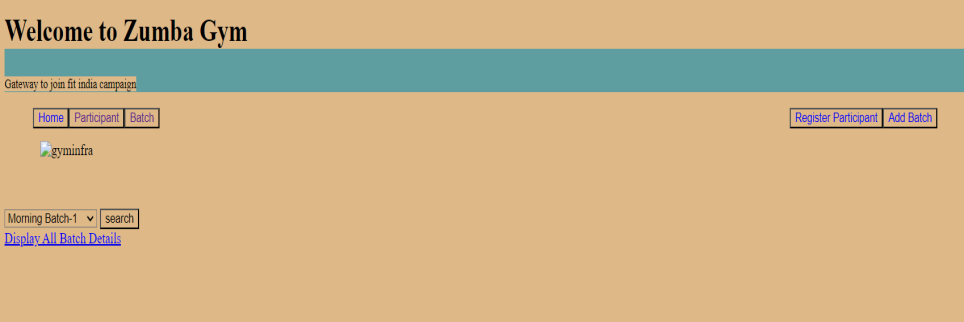 Welcome to Zumba Gym
Gateway to join fit india campaign
Home Participant Batch Register Participant Add Batch
gyminfra
Morning Batch-1 search
Display All Batch Details